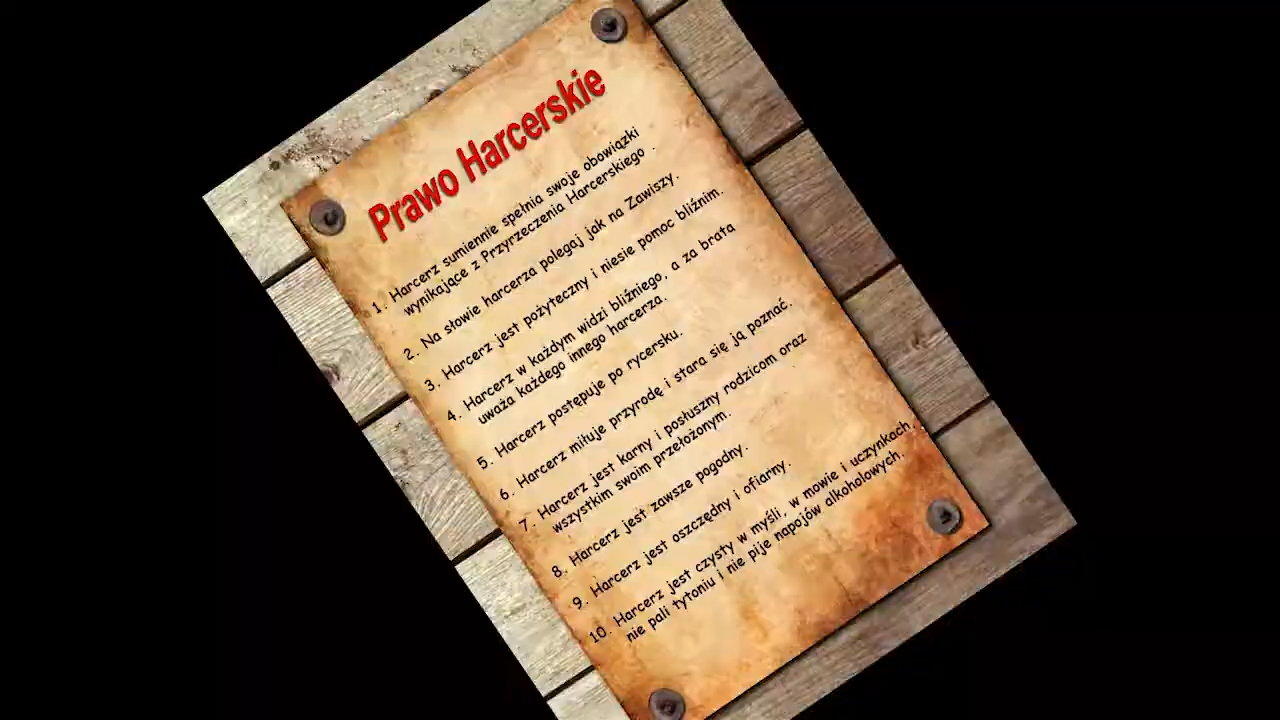 Prawo Harcerskie
1. Harcerz sumiennie spełnia swoje obowiązki
wynikające z Przyrzeczenia Harcerskiego .
2. Na słowie harcerza polegaj jak na Zawiszy.
3. Harcerz jest pożyteczny i niesie pomoc bliźnim.
4. Harcerz w każdym widzi bliźniego, a za brata
uważa każdego innego harcerza.
5. Harcerz postępuje po rycersku.
6. Harcerz miłuje przyrodę i stara się ją poznać.
7. Harcerz jest karny i posłuszny rodzicom oraz
wszystkim swoim przełożonym.
8. Harcerz jest zawsze pogodny.
9. Harcerz jest oszczędny i ofiarny.
10. Harcerz jest czysty w myśli, w mowie i uczynkach,
nie pali tytoniu i nie pije napojów alkoholowych.